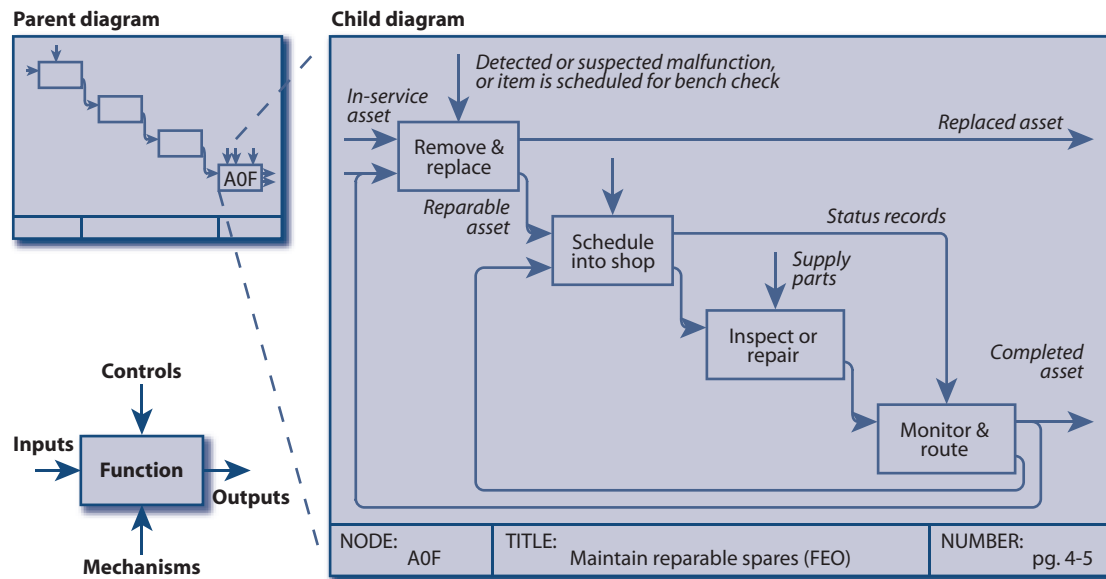 Parent diagram
A0F
Controls
Inputs
Function
Outputs
Mechanisms
Child diagram
Detected or suspected malfunction,
or item is scheduled for bench check
In-service
asset
Remove &
replace
Replaced asset
Reparable
asset
Schedule
into shop
Status records
Supply
parts
Inspect or
repair
Completed
asset
Monitor &
route
NODE:
A0F
TITLE:
Maintain reparable spares (FEO)
NUMBER:
pg. 4-5